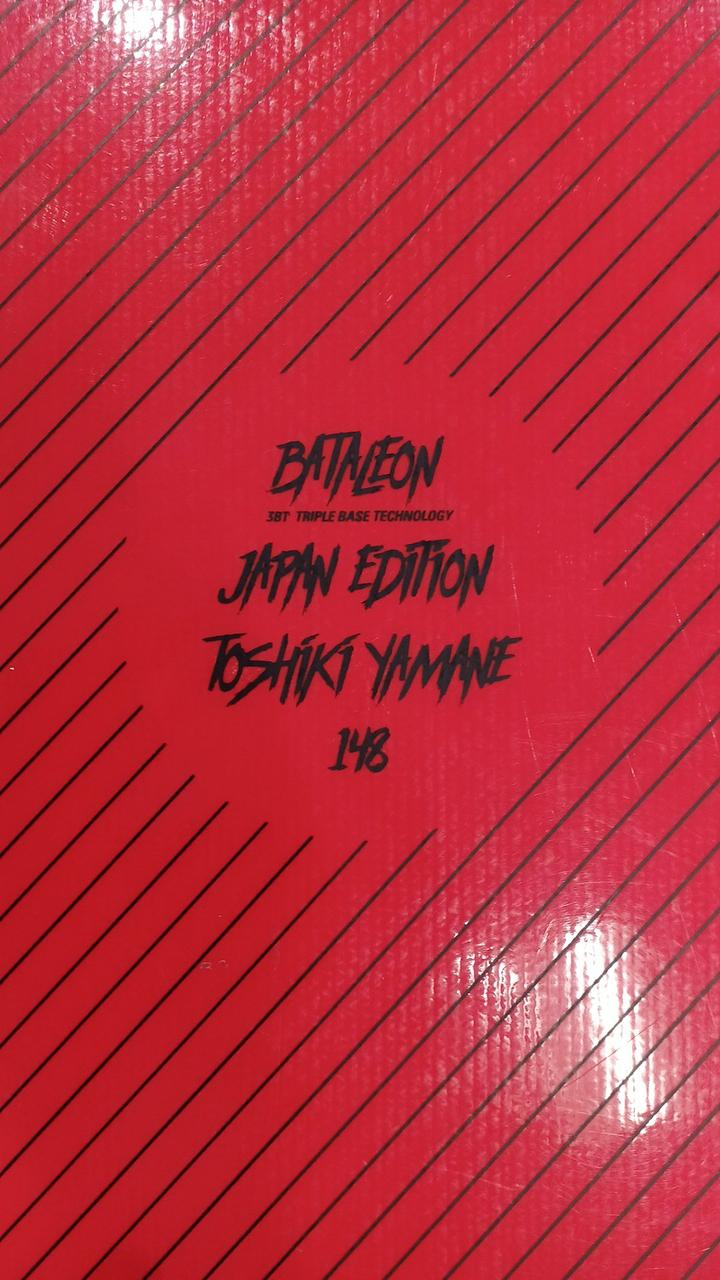 BATALEON
3BT' TRIPLE BASE TECHNOLOGY
JAPAN EDITION
TOSHIKI YAMANE
148